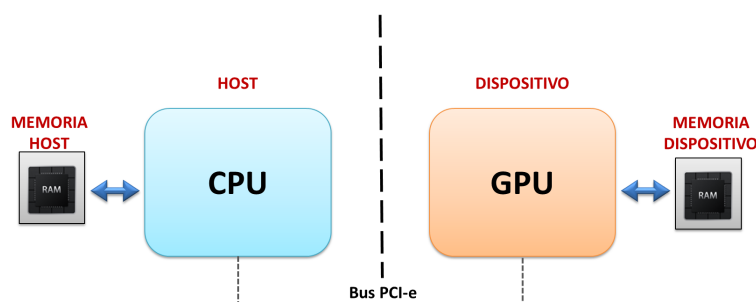 HOST
DISPOSITIVO
MEMORIA
HOST
RAM
CPU
GPU
MEMORIA
DISPOSITIVO
RAM
Bus PCI-e